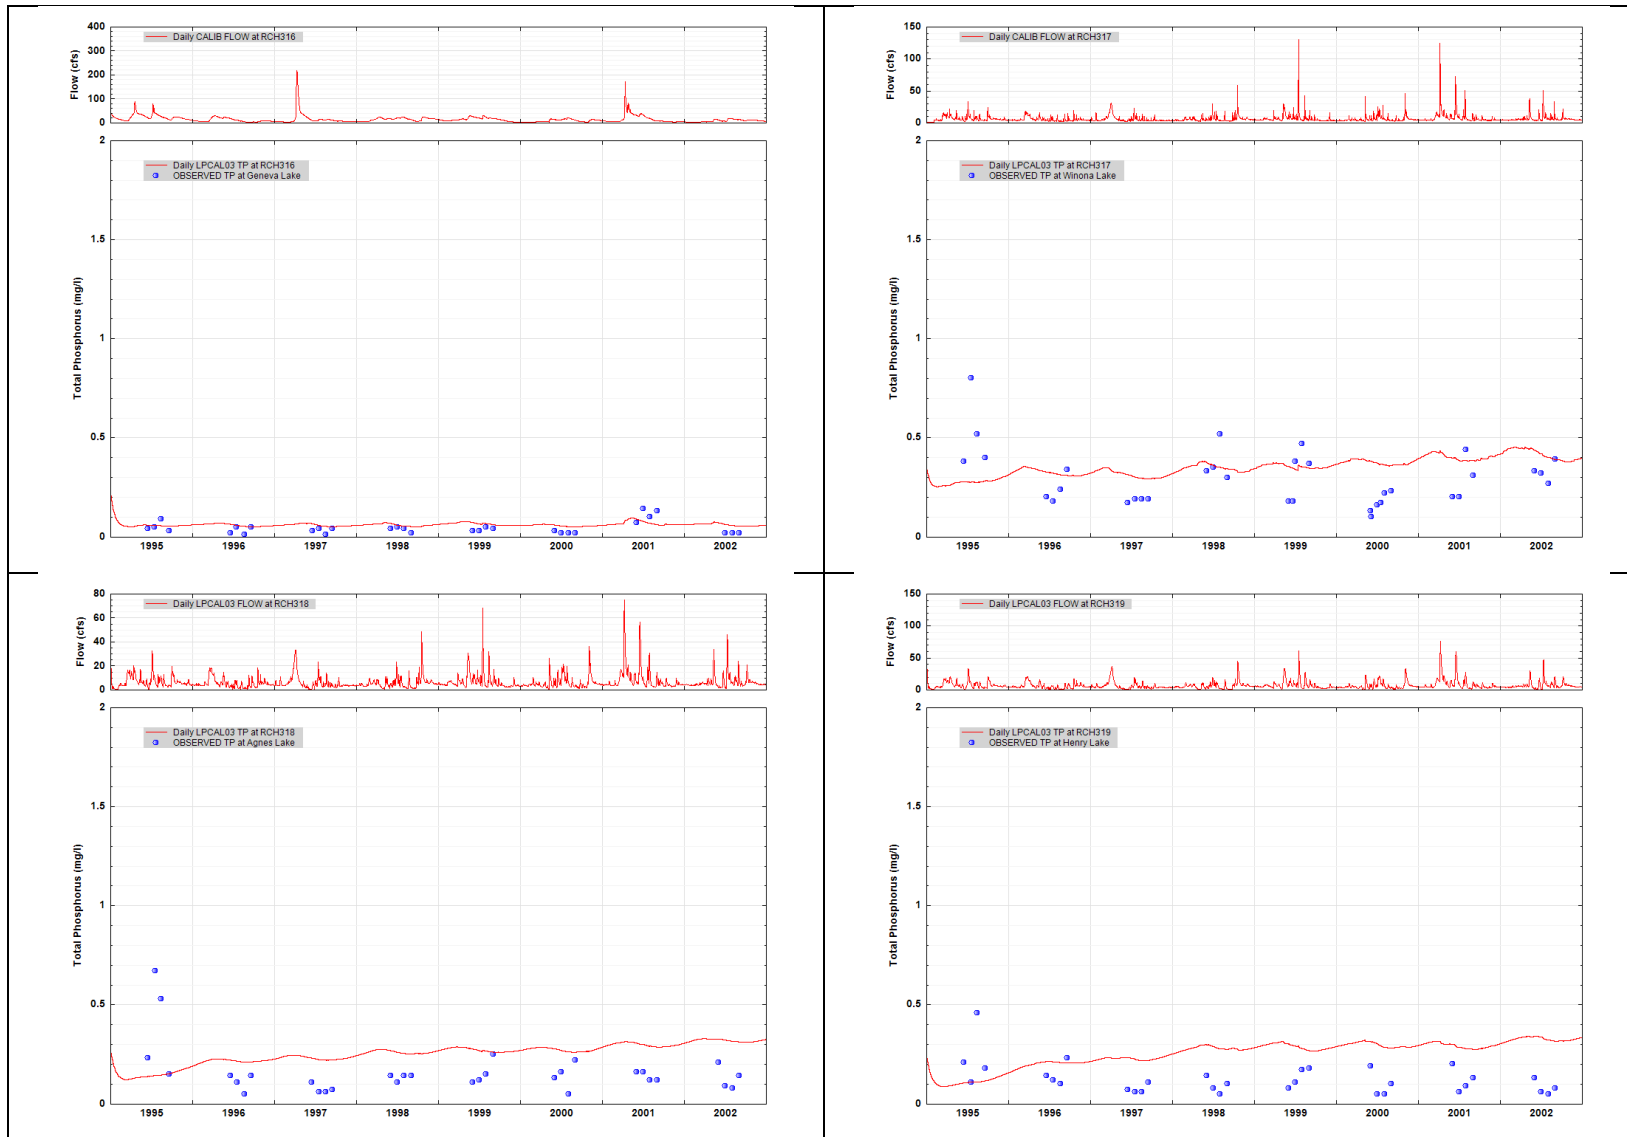 400
300
200
100
0
Flow (cfs)
Daily CALIB FLOW at RCH316
2
1.5
1
0.5
0
Total Phosphorus (mg/l)
Daily LPCAL03 TP at RCH316
OBSERVED TP at Geneva Lake
1995 1996 1997 1998 1999 2000 2001 2002
150
100
50
0
Flow (cfs)
Daily CALIB FLOW at RCH317
2
1.5
1
0.5
0
Total Phosphorus (mg/l)
Daily LPCAL03 TP at RCH317
OBSERVED TP at Winona Lake
1995 1996 1997 1998 1999 2000 2001 2002
80
60
40
20
0
Flow (cfs)
Daily LPCAL03 FLOW at RCH318
2
1.5
1
0.5
0
Total Phosphorus (mg/l)
Daily LPCAL03 TP at RCH318
OBSERVED TP at Agnes Lake
1995 1996 1997 1998 1999 2000 2001 2002
150
100
50
0
Flow (cfs)
Daily LPCAL03 FLOW at RCH319
2
1.5
1
0.5
0
Total Phosphorus (mg/l)
Daily LPCAL03 TP at RCH319
OBSERVED TP at Henry Lake
1995 1996 1997 1998 1999 2000 2001 2002